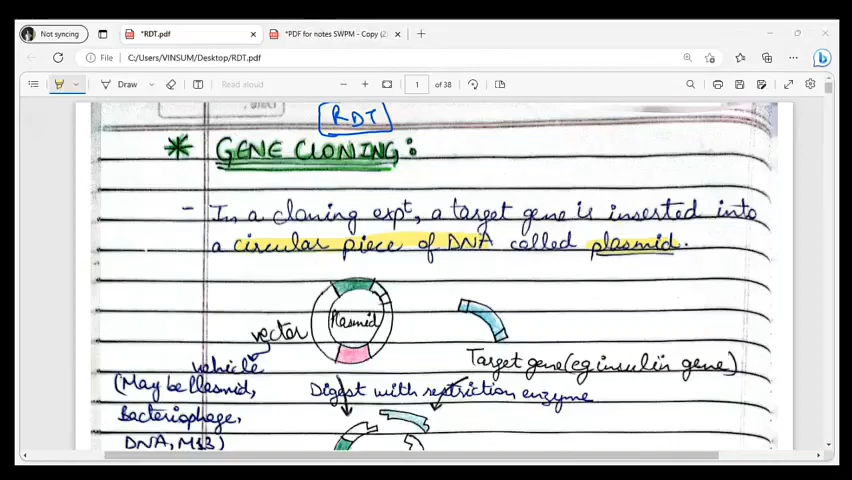 Not syncing
*RDT.pdf
*PDF for notes SWPM - Copy (2
File C:/Users/VINSUM/Desktop/RDT.pdf
Draw
Read aloud
1 of 38
RDT
* GENE CLONING:
- In a cloning expt, a target gene is inserted into
a circular piece of DNA called plasmid.
Plasmid
vector
vehicle
Target gene (eg insulin gene)
(May be Plasmid,
Digest with restriction enzyme
Bacteriophage,
DNA, M13)